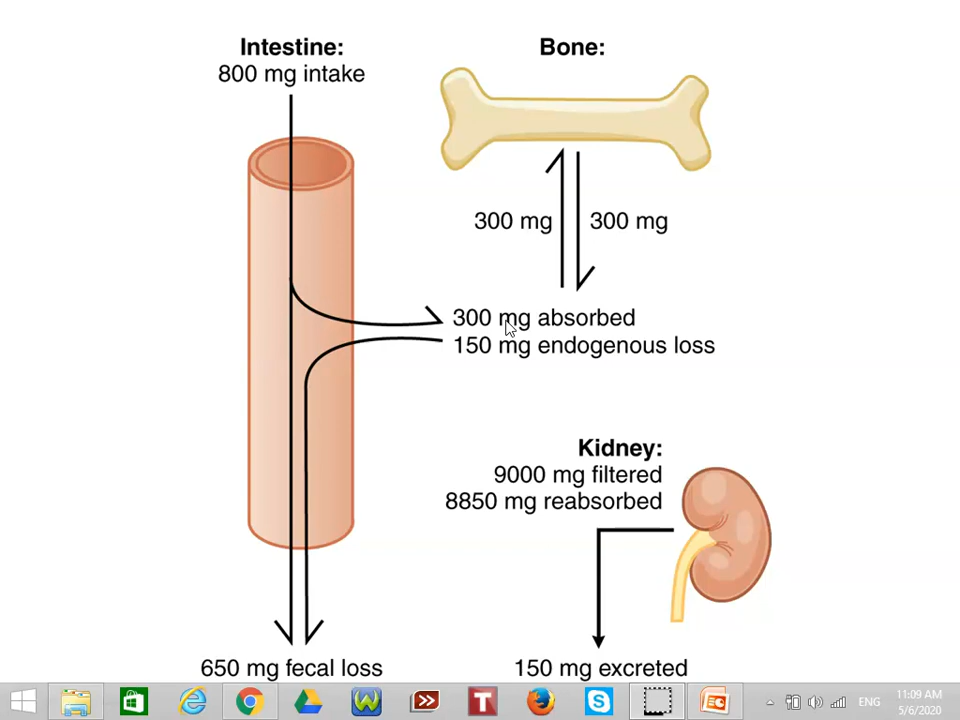 Intestine:
800 mg intake
Bone:
300 mg
300 mg
300 mg absorbed
150 mg endogenous loss
Kidney:
9000 mg filtered
8850 mg reabsorbed
650 mg fecal loss
150 mg excreted
W
T
S
ENG
11:09 AM
5/6/2020